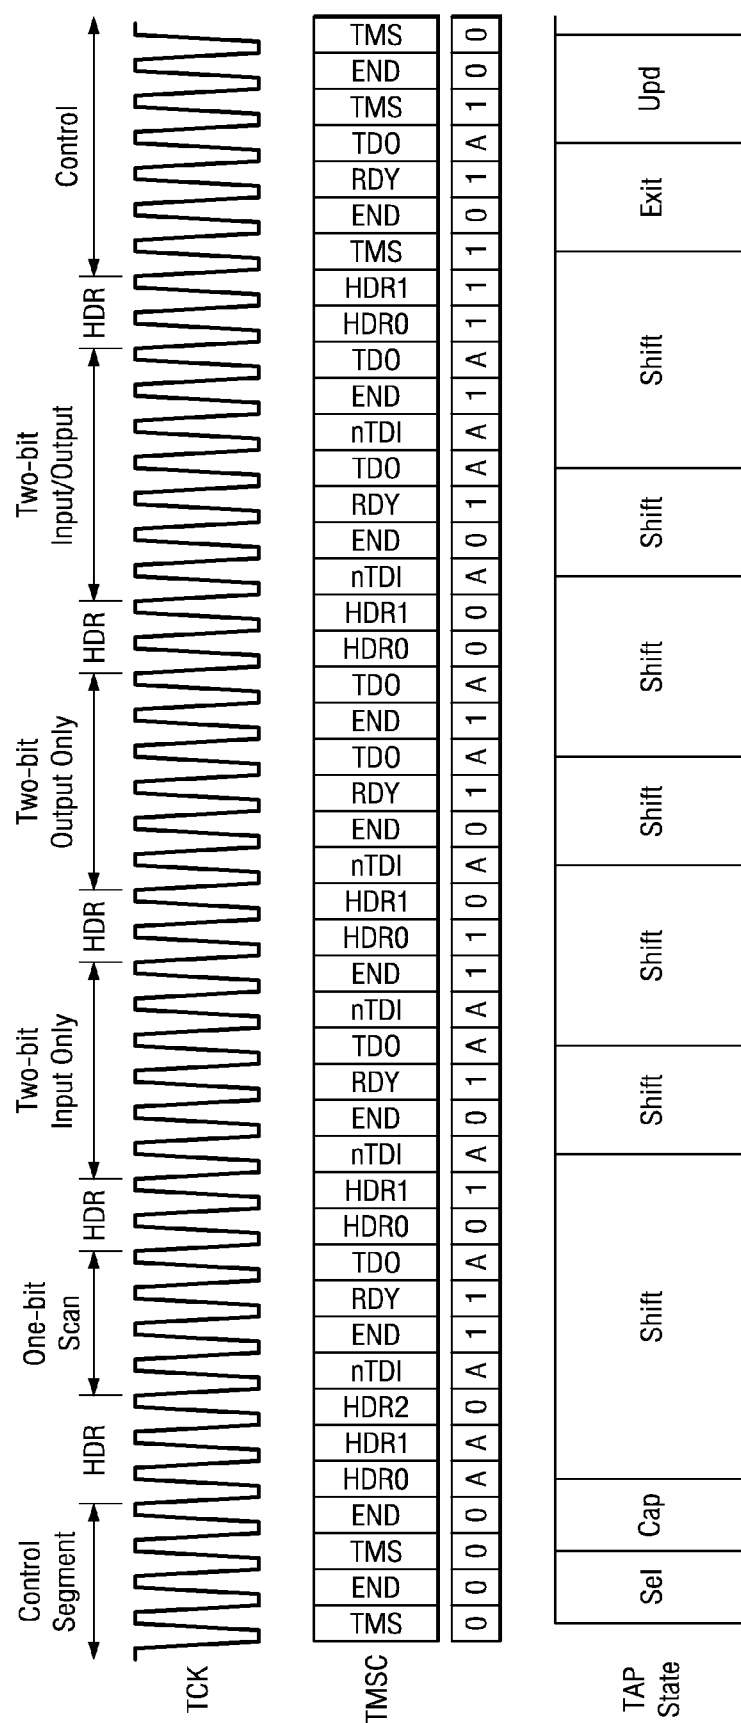 Control
Segment
HDR
One-bit
Scan
HDR
Two-bit
Input Only
HDR
Two-bit
Output Only
HDR
Two-bit
Input/Output
HDR
Control
TCK
TMSC
TMS END TMS END HDR0 HDR1 HDR2 nTDI END RDY TDO HDR0 HDR1 nTDI END RDY TDO nTDI END HDR0 HDR1 nTDI END RDY TDO END TDO HDR0 HDR1 nTDI END RDY TDO nTDI END TDO HDR0 HDR1 TMS END RDY TDO TMS END TMS
0 0 0 0 A A 0 A 1 1 A 0 1 A 0 1 A A 1 1 0 A 0 1 A 1 A 0 0 A 0 1 A A 1 A 1 1 1 0 1 A 1 0 0
TAP
State
Sel Cap Shift Shift Shift Shift Shift Shift Shift Exit Upd